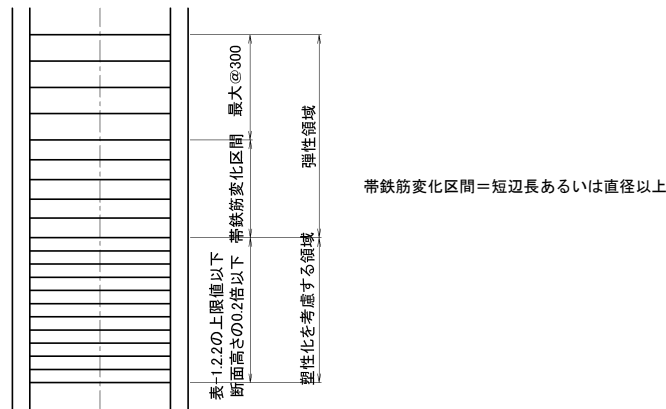 最大@300
帯鉄筋変化区間
弾性領域
帯鉄筋変化区間＝短辺長あるいは直径以上
表-1.2.2の上限値以下
断面高さの0.2倍以下
塑性化を考慮する領域